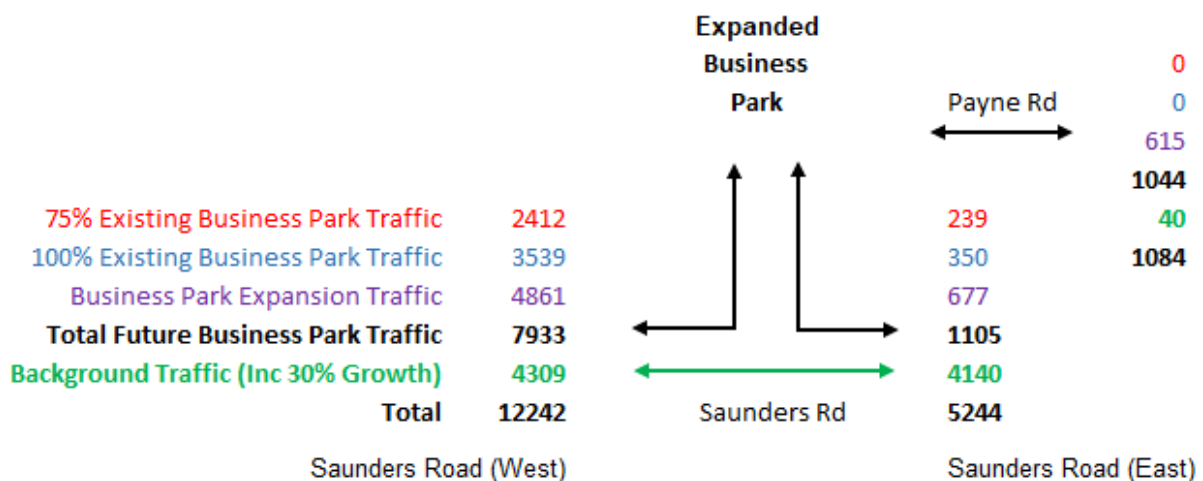 Expanded
Business 0
Park Payne Rd 0
615
1044
75% Existing Business Park Traffic 2412 239 40
100% Existing Business Park Traffic 3539 350 1084
Business Park Expansion Traffic 4861 677
Total Future Business Park Traffic 7933 1105
Background Traffic (Inc 30% Growth) 4309 4140
Total 12242 Saunders Rd 5244
Saunders Road (West) Saunders Road (East)